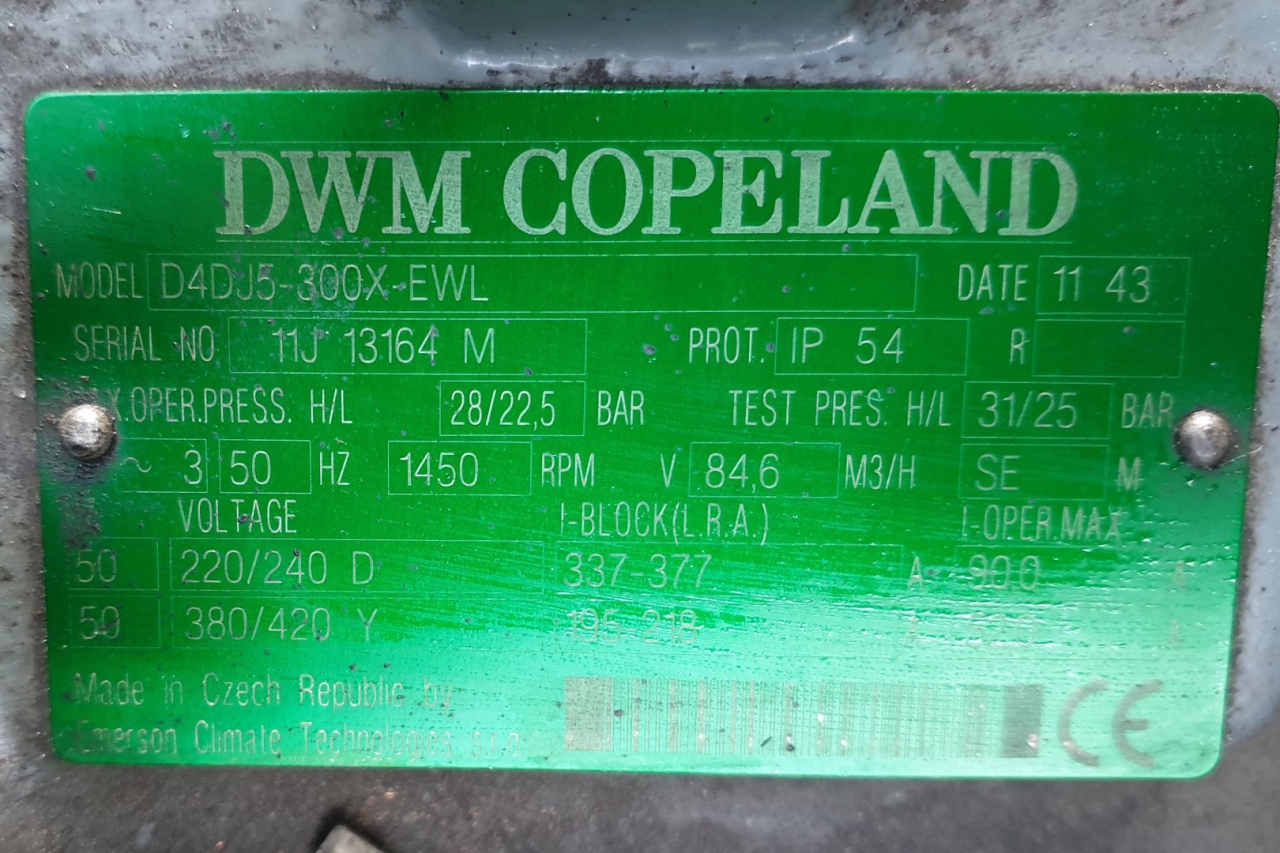 DWM COPELAND
MODEL D4DJ5-300X-EWL DATE 11 43
SERIAL NO 11J 13164 M PROT. IP 54 R
.OPER.PRESS. H/L 28/22,5 BAR TEST PRES. H/L 31/25 BAR
~ 3 50 HZ 1450 RPM V 84,6 M3/H SE M
VOLTAGE I-BLOCK(L.R.A.) I-OPER.MAX
50 220/240 D 337-377 A 90.0
50 380/420 Y 195-218
Made in Czech Republic by
Emerson Climate Technologies s.r.o.
CE